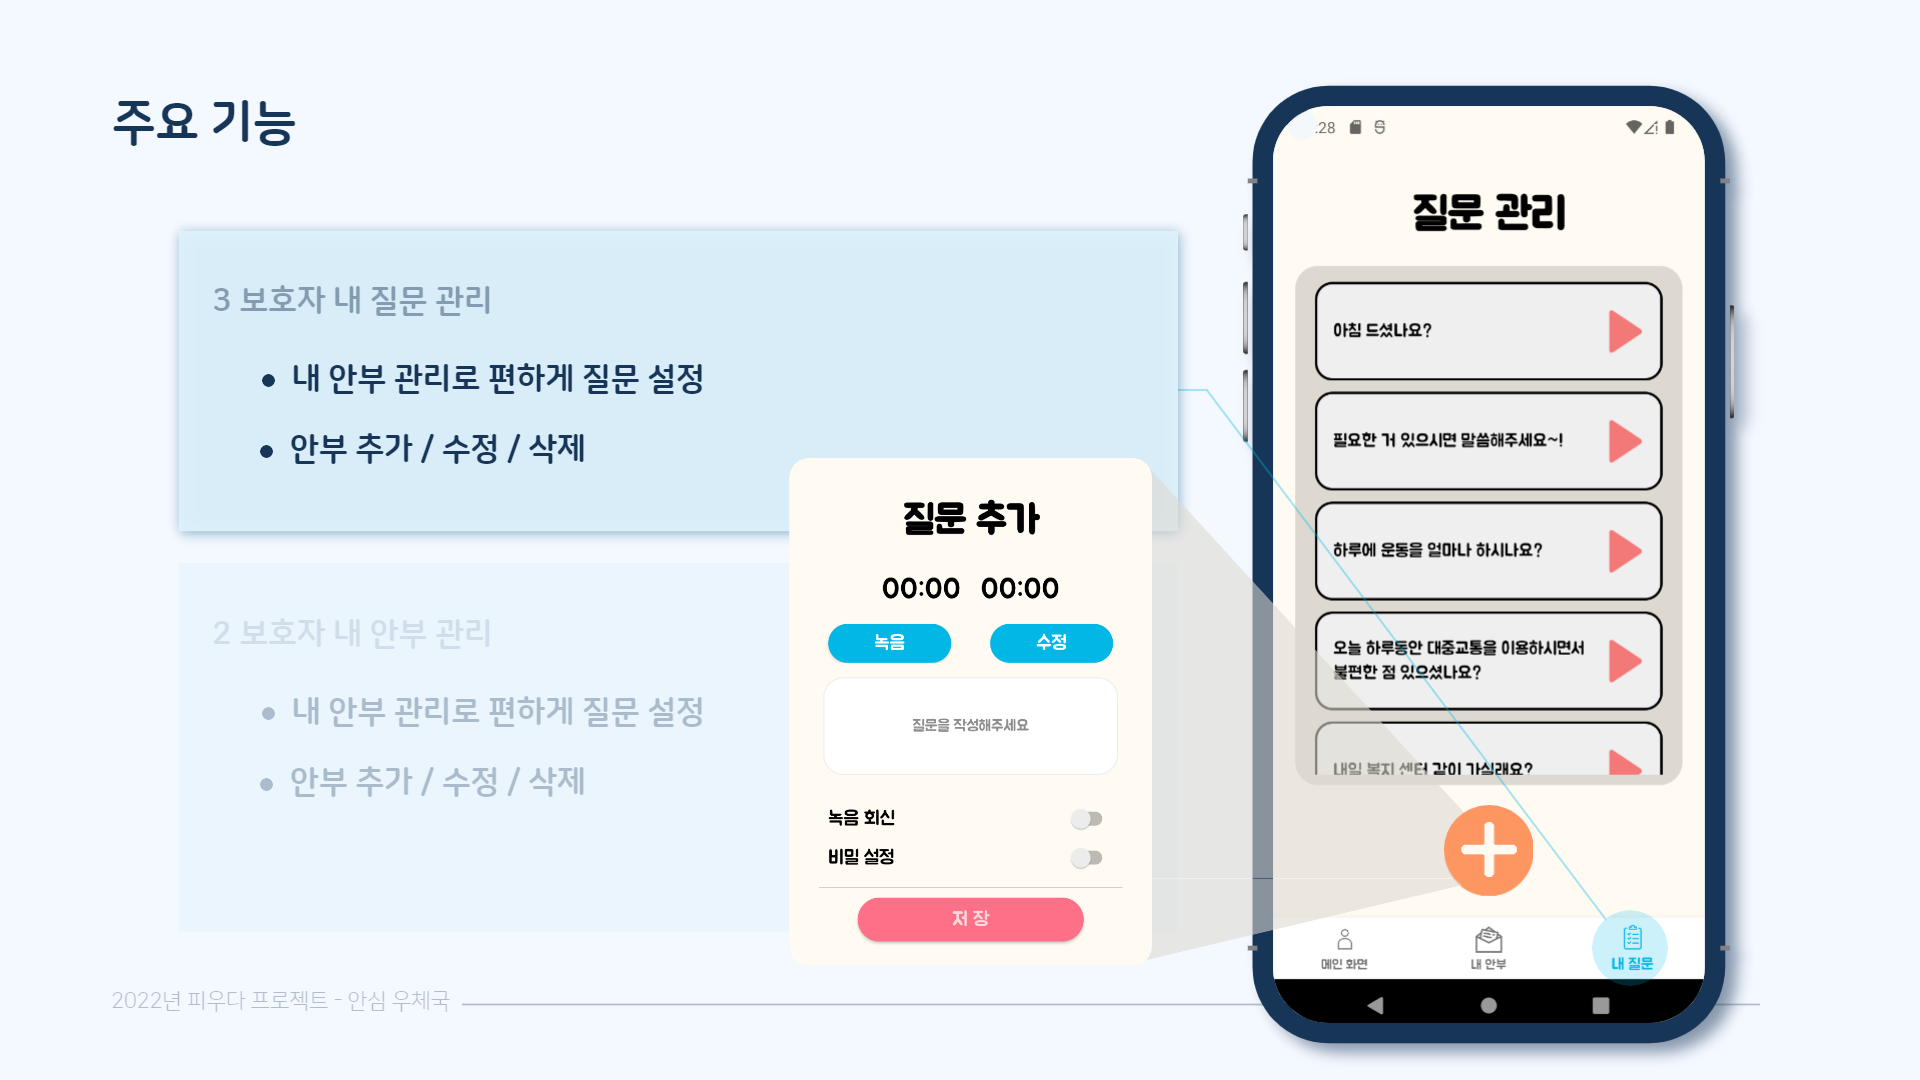 주요 기능
3 보호자 내 질문 관리
내 안부 관리로 편하게 질문 설정
안부 추가 / 수정 / 삭제
2 보호자 내 안부 관리
내 안부 관리로 편하게 질문 설정
안부 추가 / 수정 / 삭제
질문 추가
00:00 00:00
녹음 수정
질문을 작성해주세요
녹음 회신
비밀 설정
저 장
:28
질문 관리
아침 드셨나요?
필요한 거 있으시면 말씀해주세요~!
하루에 운동을 얼마나 하시나요?
오늘 하루동안 대중교통을 이용하시면서
불편한 점 있으셨나요?
내일 복지 센터 같이 가실래요?
메인 화면 내 안부 내 질문
2022년 피우다 프로젝트 - 안심 우체국